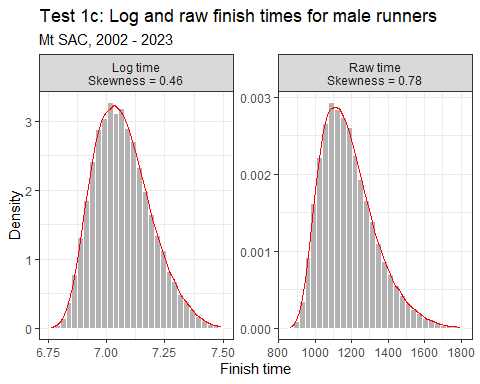 Test 1c: Log and raw finish times for male runners
Mt SAC, 2002 - 2023
Log time
Skewness = 0.46
Raw time
Skewness = 0.78
Density
3
2
1
0
0.003
0.002
0.001
0.000
6.75 7.00 7.25 7.50
800 1000 1200 1400 1600 1800
Finish time